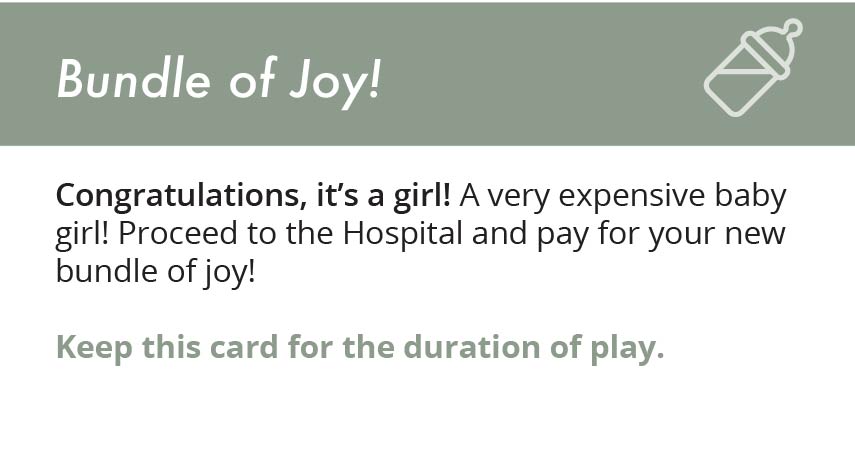 Bundle of Joy!
Congratulations, it’s a girl! A very expensive baby
girl! Proceed to the Hospital and pay for your new
bundle of joy!
Keep this card for the duration of play.